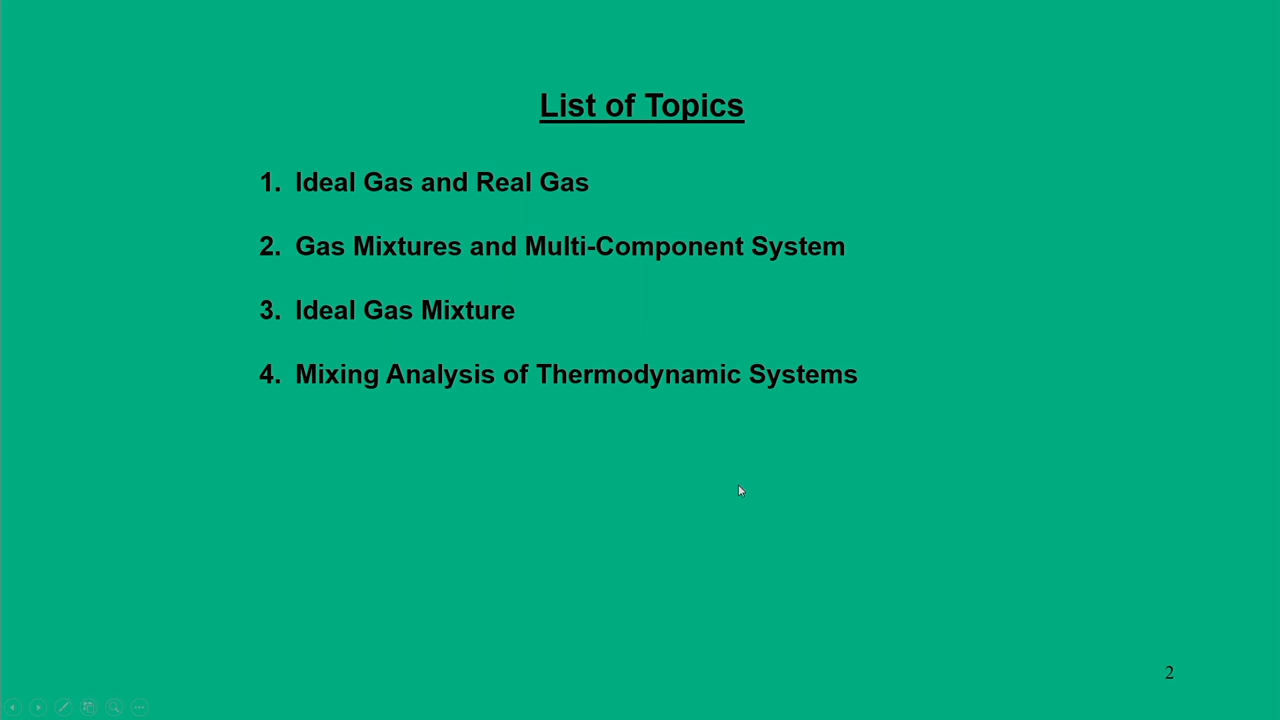 List of Topics
1. Ideal Gas and Real Gas
2. Gas Mixtures and Multi-Component System
3. Ideal Gas Mixture
4. Mixing Analysis of Thermodynamic Systems
2